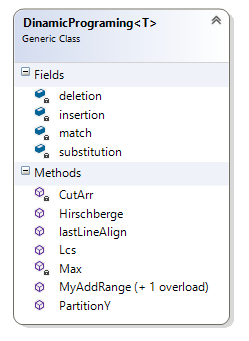 DinamicPrograming<T>
Generic Class
Fields
deletion
insertion
match
substitution
Methods
CutArr
Hirschberge
lastLineAlign
Lcs
Max
MyAddRange (+ 1 overload)
PartitionY